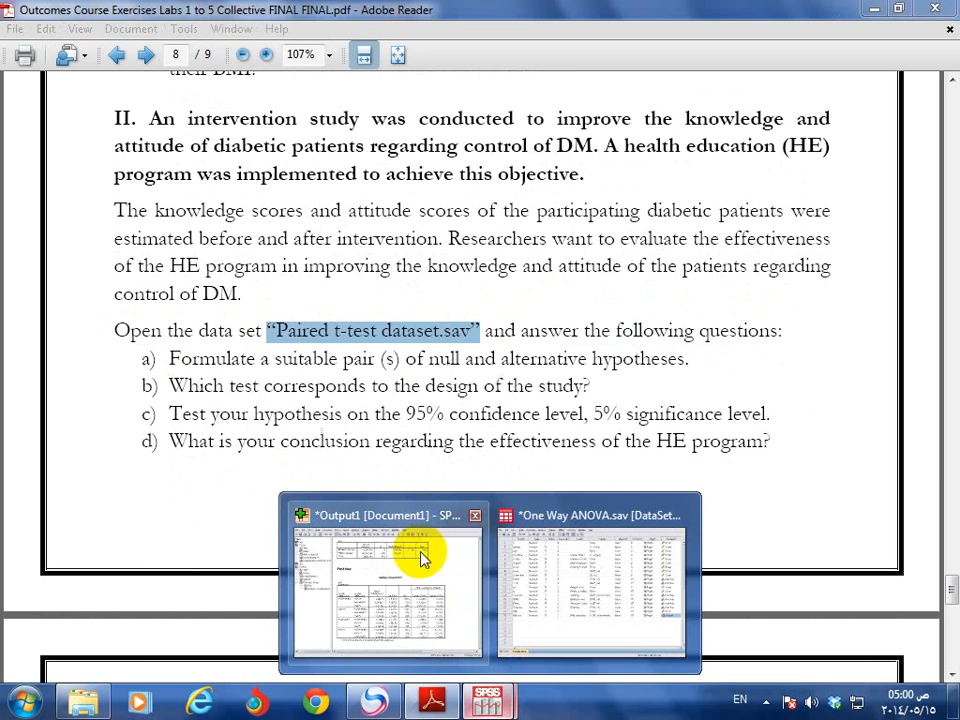 Outcomes Course Exercises Labs 1 to 5 Collective FINAL FINAL.pdf - Adobe Reader
File Edit View Document Tools Window Help
8 / 9 107%
their DMI.
II. An intervention study was conducted to improve the knowledge and
attitude of diabetic patients regarding control of DM. A health education (HE)
program was implemented to achieve this objective.
The knowledge scores and attitude scores of the participating diabetic patients were
estimated before and after intervention. Researchers want to evaluate the effectiveness
of the HE program in improving the knowledge and attitude of the patients regarding
control of DM.
Open the data set “Paired t-test dataset.sav” and answer the following questions:
a) Formulate a suitable pair (s) of null and alternative hypotheses.
b) Which test corresponds to the design of the study?
c) Test your hypothesis on the 95% confidence level, 5% significance level.
d) What is your conclusion regarding the effectiveness of the HE program?
*Output1 [Document1] - SP...
*One Way ANOVA.sav [DataSet...
SPSS
EN
05:00 ص
٢٠١٤/٠٥/١٥